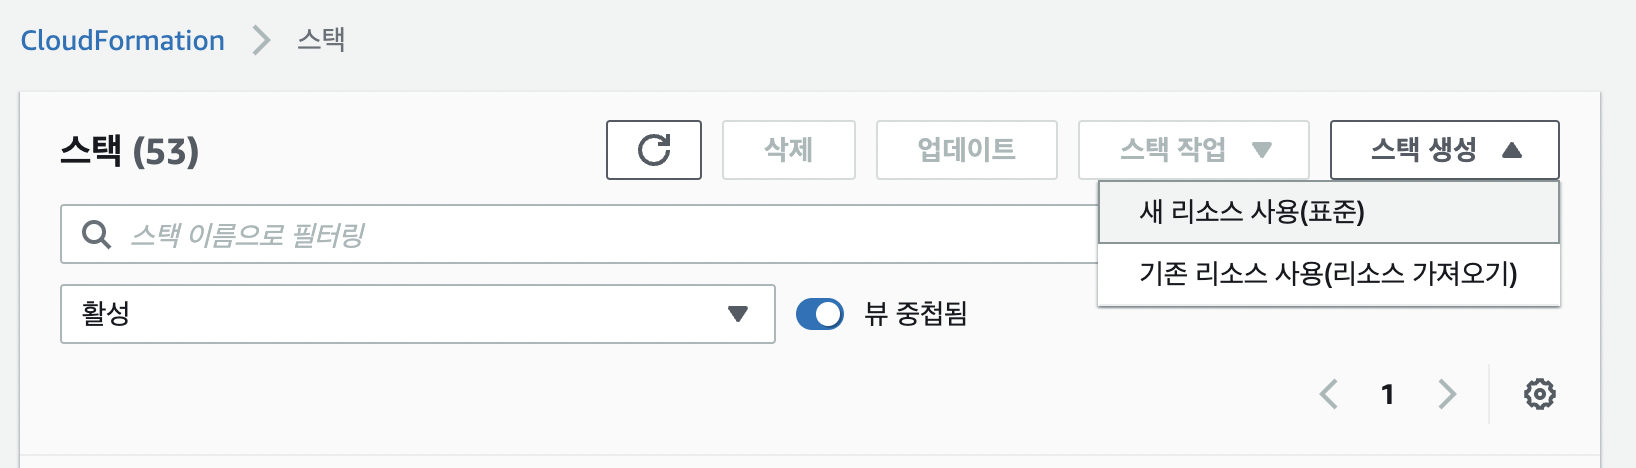 CloudFormation > 스택
스택 (53)
삭제
업데이트
스택 작업
스택 생성
새 리소스 사용(표준)
기존 리소스 사용(리소스 가져오기)
스택 이름으로 필터링
활성
뷰 중첩됨
1